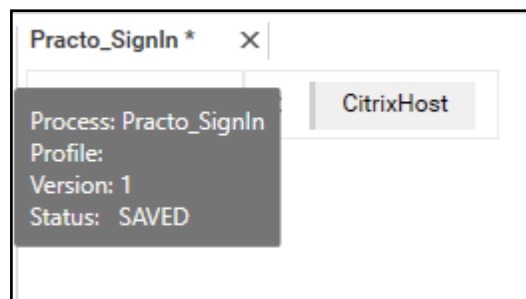 Practo_SignIn *
CitrixHost
Process: Practo_SignIn
Profile:
Version: 1
Status: SAVED